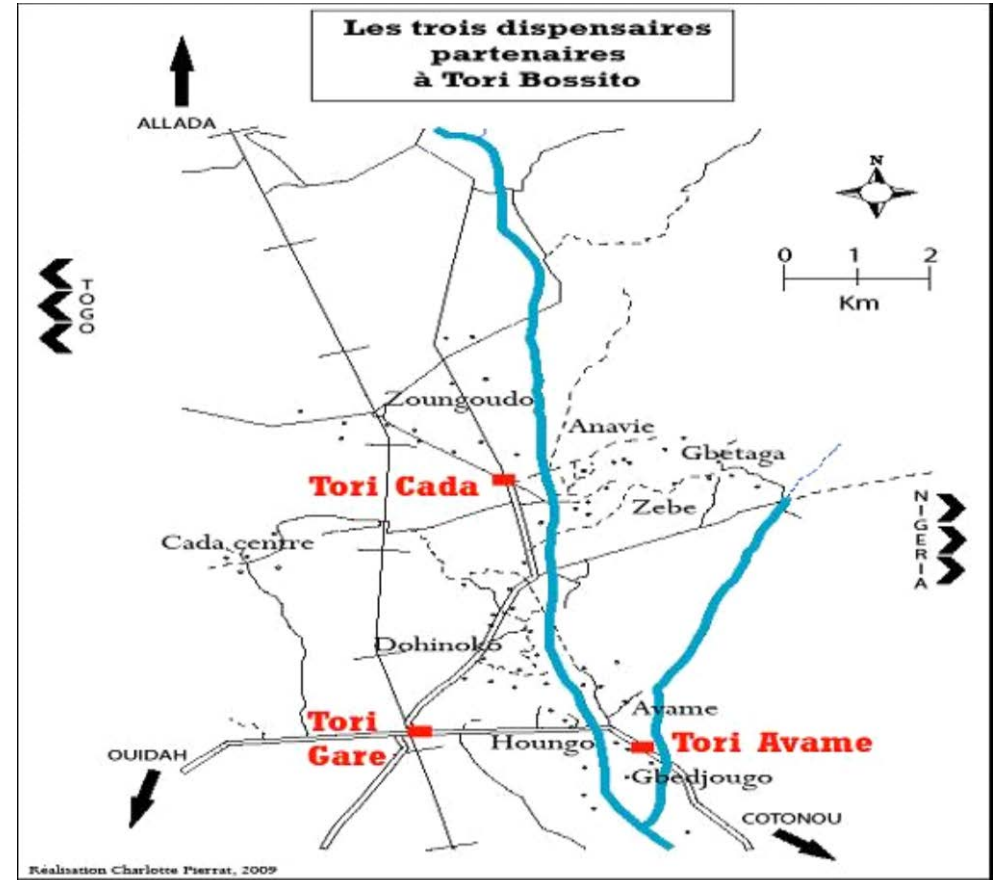 Les trois dispensaires
partenaires
à Tori Bossito
ALLADA
N
0 1 2
Km
TOGO
Zoungoudo
Anavie
Gbetaga
Tori Cada
Zebe
NIGERIA
Cada centre
Dohinoko
Avame
Tori
Gare
Houngo
Tori Avame
Gbedjougo
OUIDAH
COTONOU
Réalisation Charlotte Pierrat, 2009